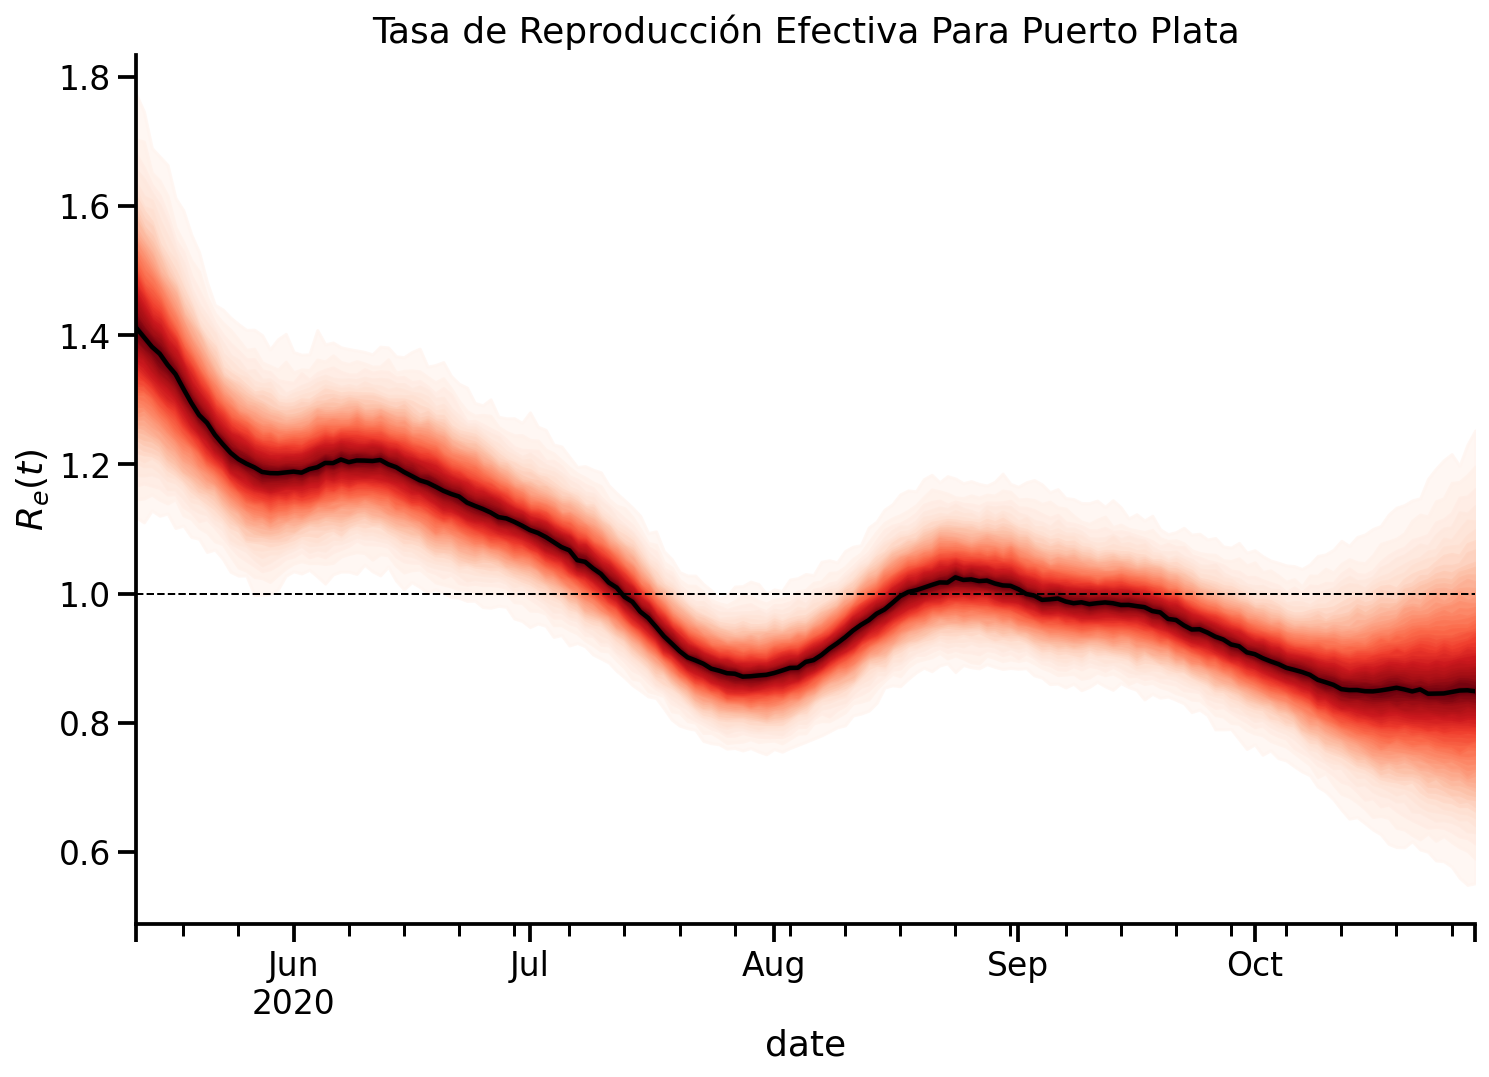 Tasa de Reproducción Efectiva Para Puerto Plata
1.8
1.6
1.4
1.2
1.0
0.8
0.6
R_e(t)
Jun Jul Aug Sep Oct
2020
date